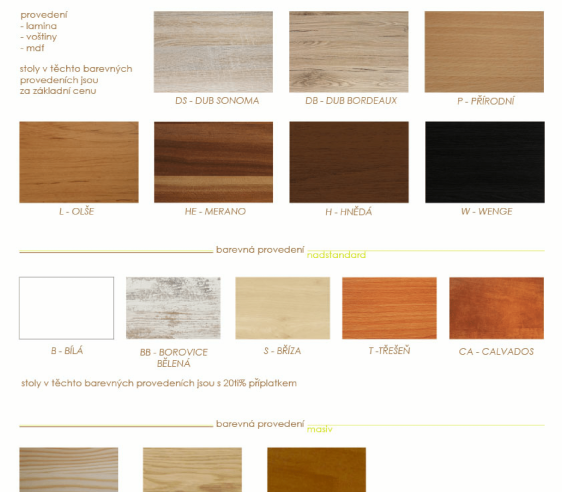 provedení
- lamina
- voštiny
- mdf
stoly v těchto barevných
provedeních jsou
za základní cenu
DS - DUB SONOMA
DB - DUB BORDEAUX
P - PŘÍRODNÍ
L - OLŠE
HE - MERANO
H - HNĚDÁ
W - WENGE
barevná provedení
nadstandard
B - BÍLÁ
BB - BOROVICE
BĚLENÁ
S - BŘÍZA
T -TŘEŠEŇ
CA - CALVADOS
stoly v těchto barevných provedeních jsou s příplatkem
barevná provedení
masiv